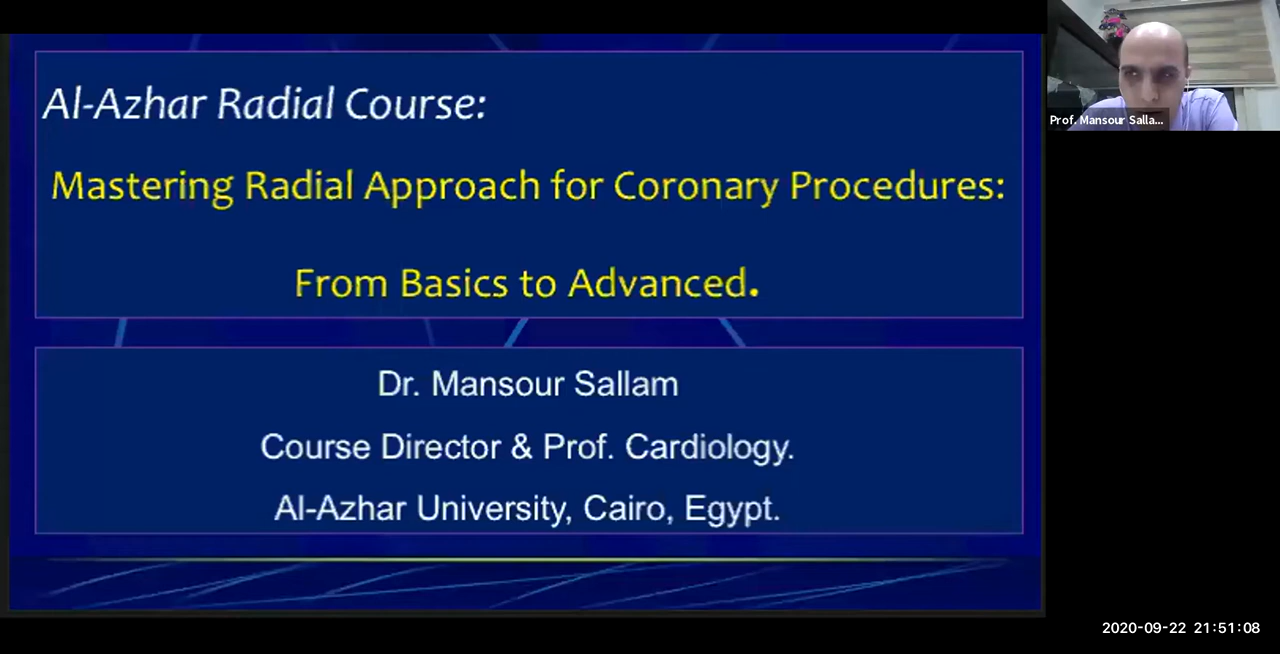 Al-Azhar Radial Course:
Mastering Radial Approach for Coronary Procedures:
From Basics to Advanced.
Dr. Mansour Sallam
Course Director & Prof. Cardiology.
Al-Azhar University, Cairo, Egypt.
Prof. Mansour Salla...
2020-09-22 21:51:08